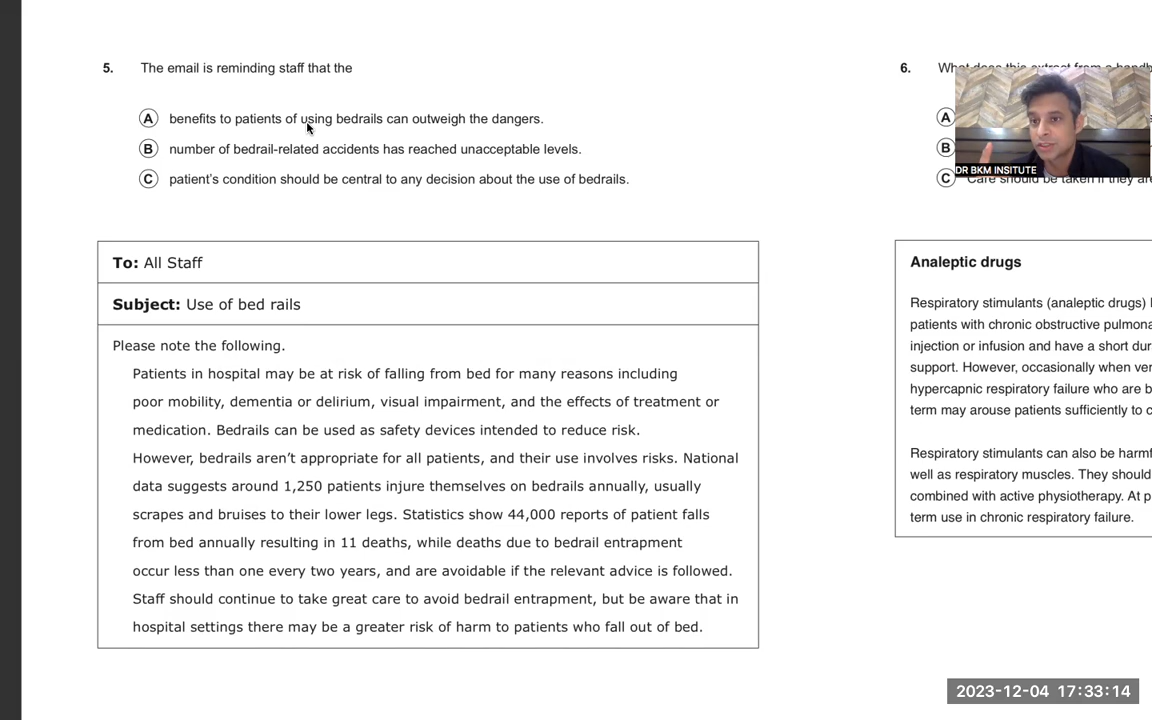 5. The email is reminding staff that the
A benefits to patients of using bedrails can outweigh the dangers.
B number of bedrail-related accidents has reached unacceptable levels.
C patient's condition should be central to any decision about the use of bedrails.
To: All Staff
Subject: Use of bed rails
Please note the following.
Patients in hospital may be at risk of falling from bed for many reasons including
poor mobility, dementia or delirium, visual impairment, and the effects of treatment or
medication. Bedrails can be used as safety devices intended to reduce risk.
However, bedrails aren't appropriate for all patients, and their use involves risks. National
data suggests around 1,250 patients injure themselves on bedrails annually, usually
scrapes and bruises to their lower legs. Statistics show 44,000 reports of patient falls
from bed annually resulting in 11 deaths, while deaths due to bedrail entrapment
occur less than one every two years, and are avoidable if the relevant advice is followed.
Staff should continue to take great care to avoid bedrail entrapment, but be aware that in
hospital settings there may be a greater risk of harm to patients who fall out of bed.
6. What does this extract from a
A
B
C Care should be taken if they
DR BKM INSITUTE
Analeptic drugs
Respiratory stimulants (analeptic drugs)
patients with chronic obstructive
injection or infusion and have a short
support. However, occasionally when
hypercapnic respiratory failure who are
term may arouse patients sufficiently to
Respiratory stimulants can also be
well as respiratory muscles. They should
combined with active physiotherapy. At
term use in chronic respiratory failure.
2023-12-04 17:33:14